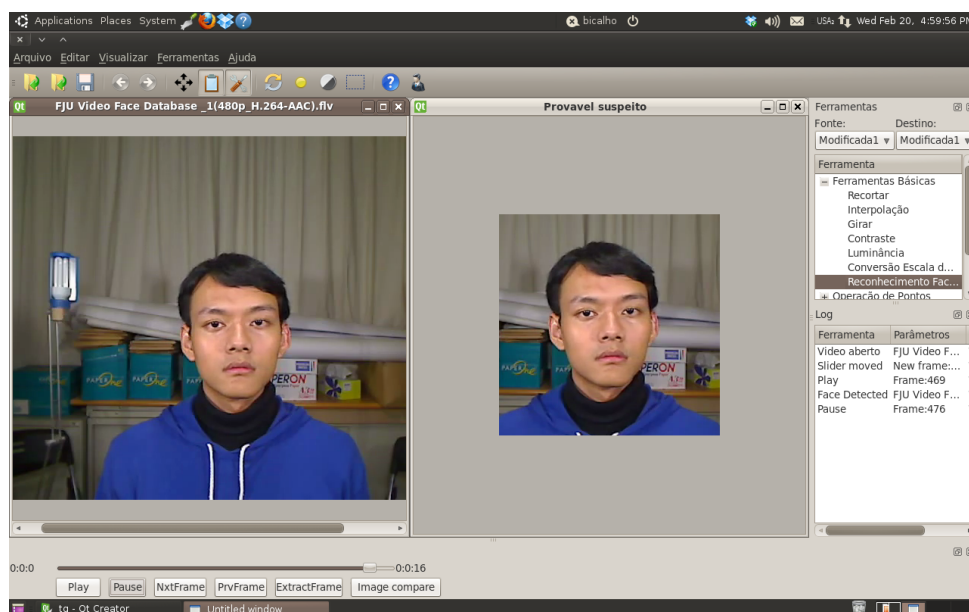 Applications Places System
bicalho
USA₂
Wed Feb 20, 4:59:56 PM
Arquivo Editar Visualizar Ferramentas Ajuda
FJU Video Face Database _1(480p_H.264-AAC).flv
Provavel suspeito
Ferramentas
Fonte: Destino:
Modificada1 Modificada1
Ferramenta
Ferramentas Básicas
Recortar
Interpolação
Girar
Contraste
Luminância
Conversão Escala d...
Reconhecimento Fac...
Operação de Pontos
Log
Ferramenta Parâmetros
Video aberto FJU Video F...
Slider moved New frame:...
Play Frame:469
Face Detected FJU Video F...
Pause Frame:476
PAPER One
PERON
0:0:0
0:0:16
Play Pause NxtFrame PrvFrame ExtractFrame Image compare
tg - Qt Creator
Untitled window